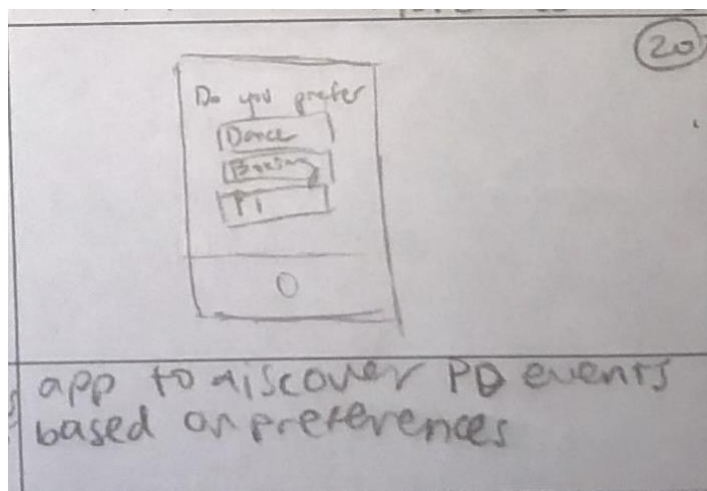 20
Do you prefer
Dance
Boxing
app to discover PD events
based on preferences